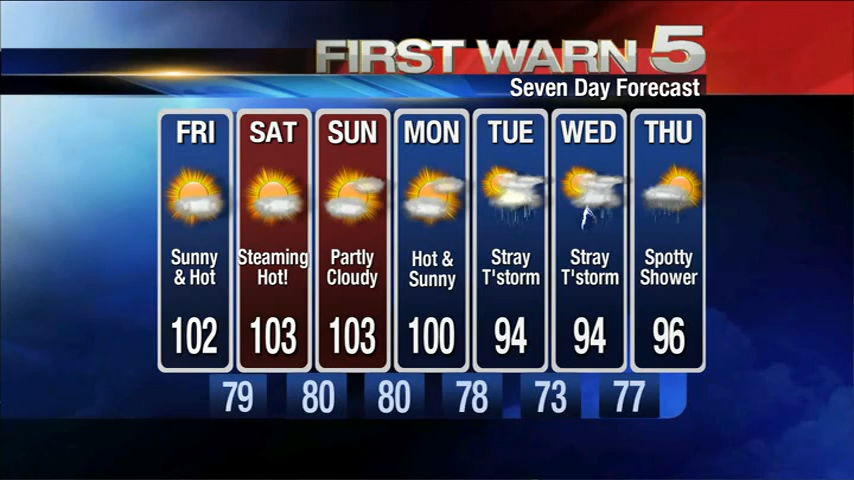 FIRST WARN 5
Seven Day Forecast
FRI SAT SUN MON TUE WED THU
Sunny Steaming Partly Hot & Stray Stray Spotty
& Hot Hot! Cloudy Sunny T'storm T'storm Shower
102 103 103 100 94 94 96
79 80 80 78 73 77